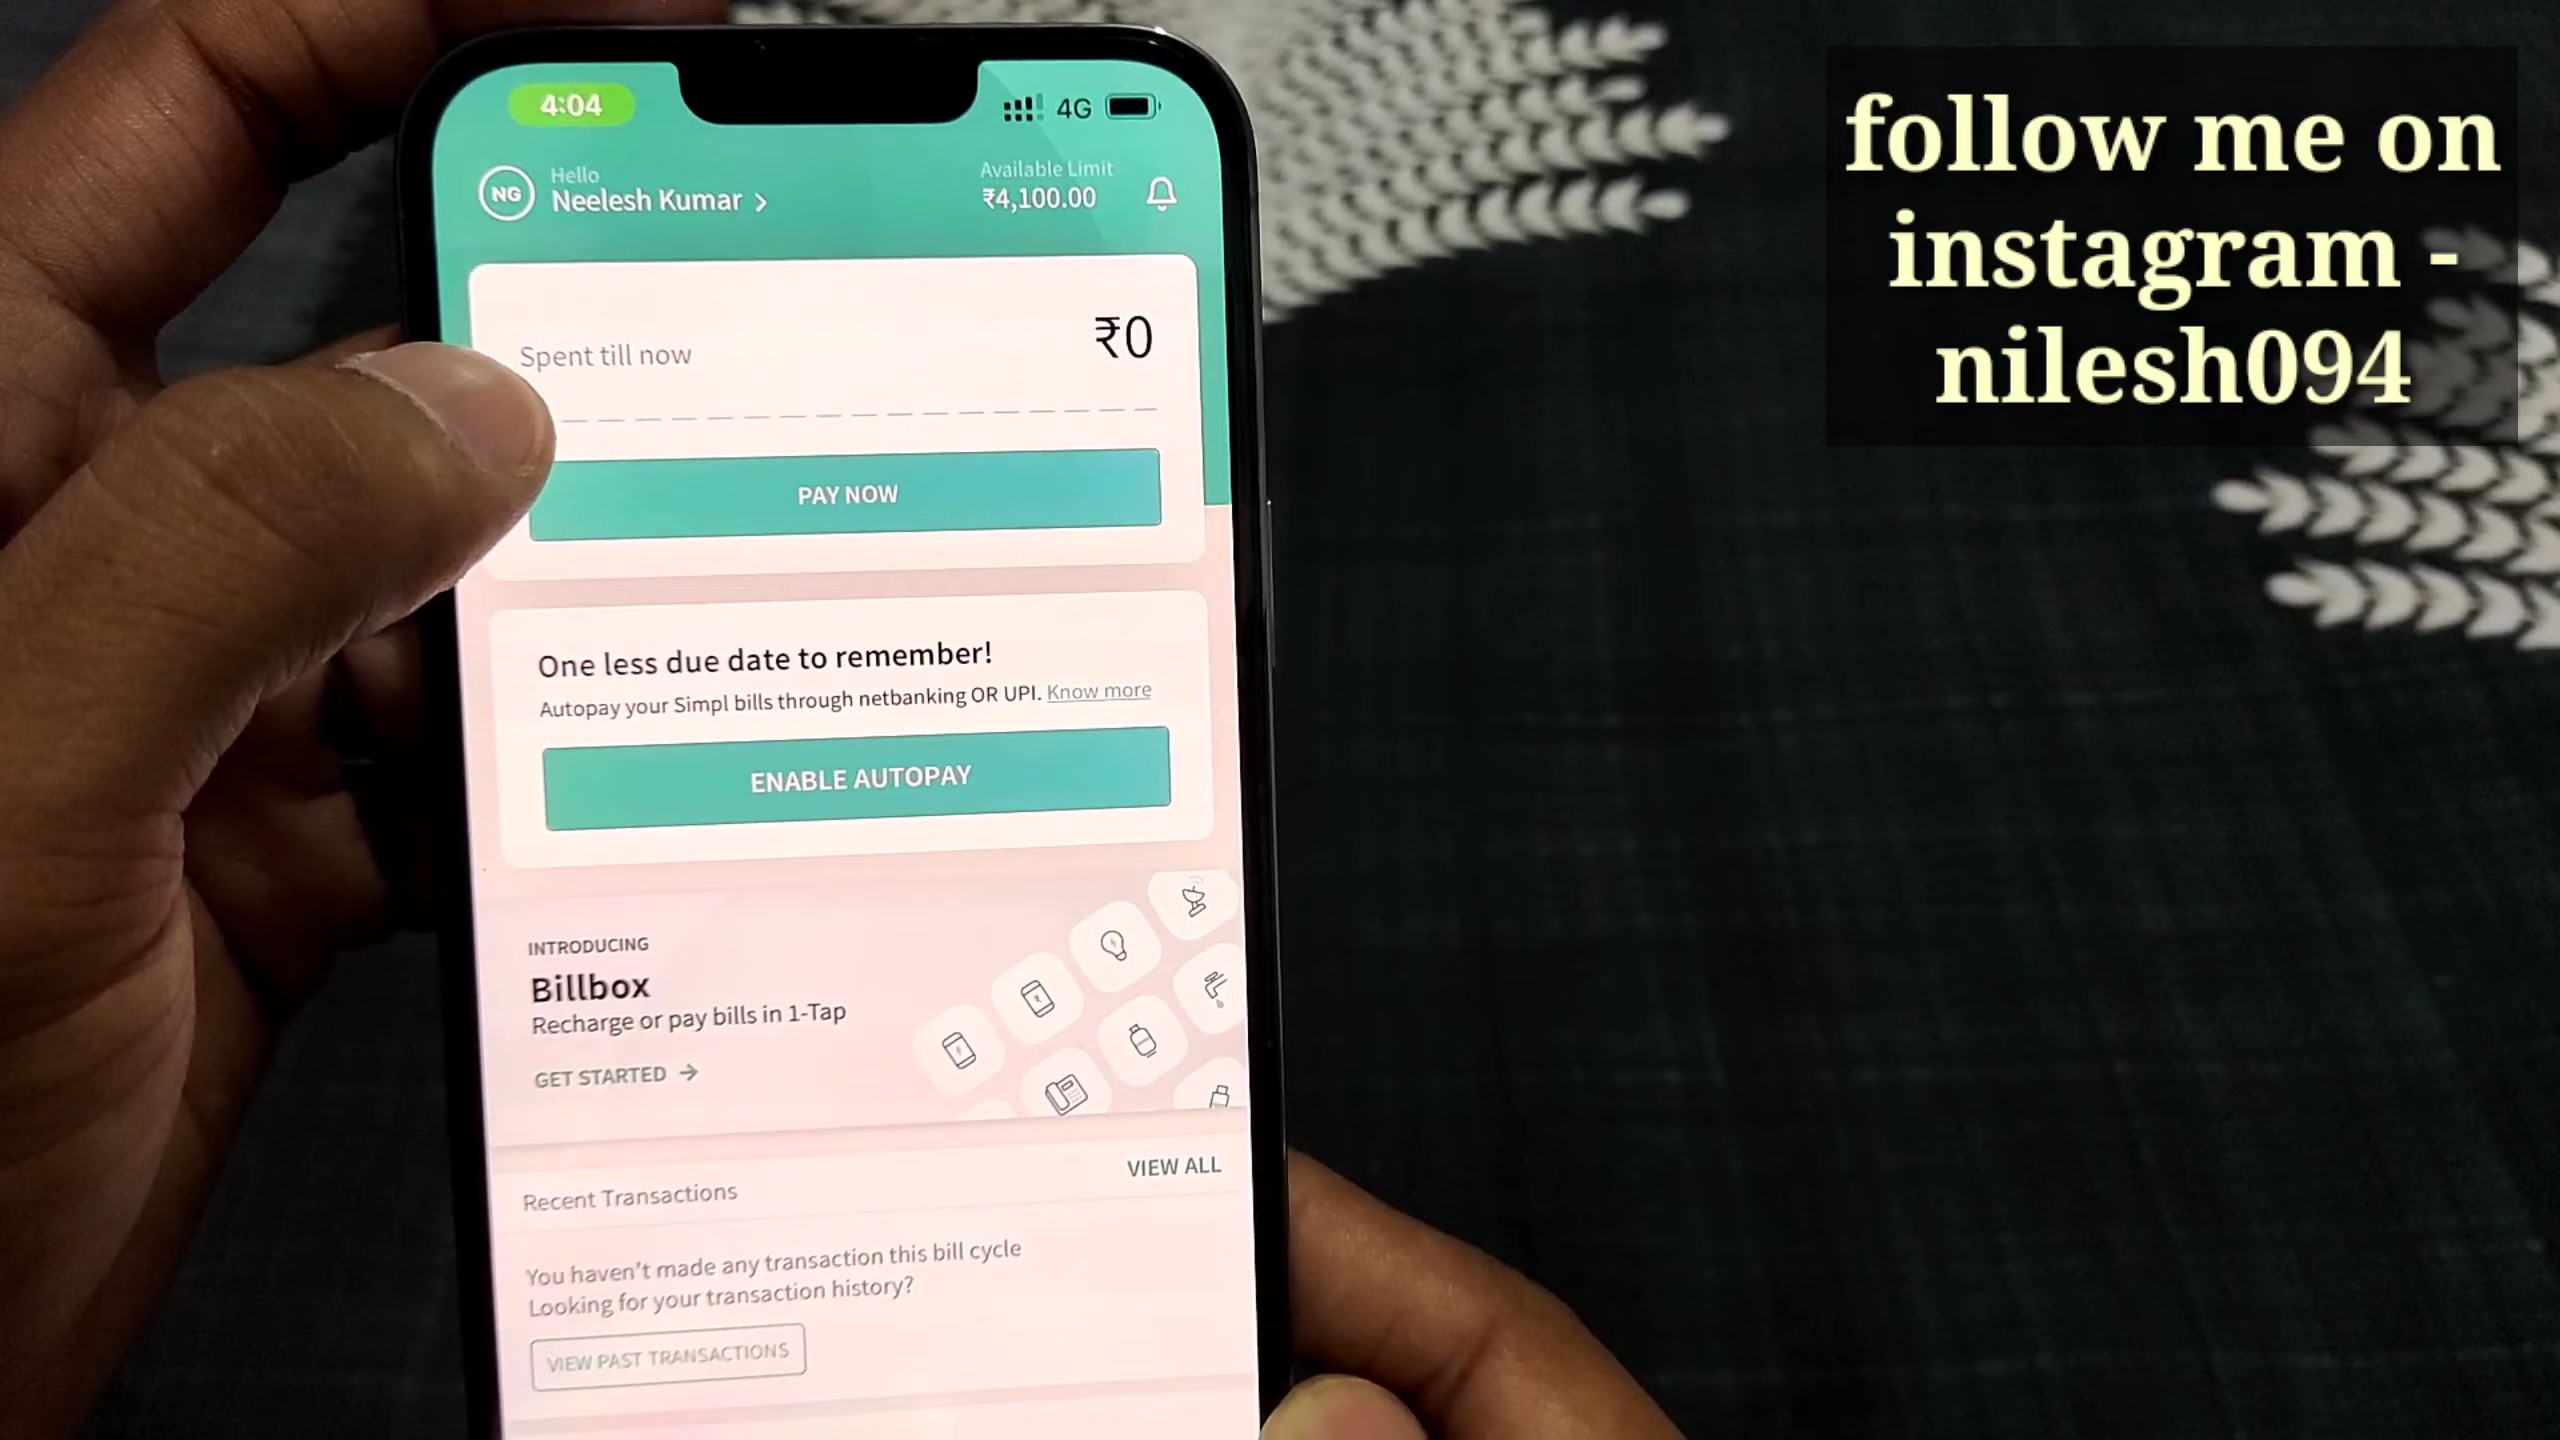 4:04
4G
NG
Hello
Neelesh Kumar >
Available Limit
₹4,100.00
Spent till now
₹0
PAY NOW
One less due date to remember!
Autopay your Simpl bills through netbanking OR UPI. Know more
ENABLE AUTOPAY
INTRODUCING
Billbox
Recharge or pay bills in 1-Tap
GET STARTED →
Recent Transactions
VIEW ALL
You haven't made any transaction this bill cycle
Looking for your transaction history?
VIEW PAST TRANSACTIONS
follow me on
instagram -
nilesh094